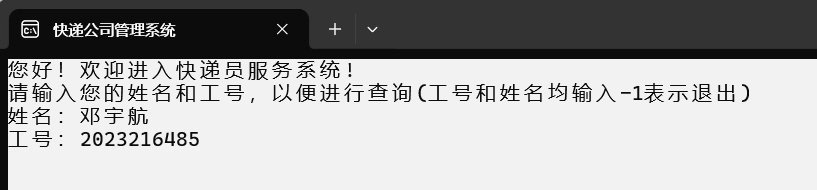 快递公司管理系统
您好！欢迎进入快递员服务系统！
请输入您的姓名和工号，以便进行查询(工号和姓名均输入-1表示退出)
姓名：邓宇航
工号：2023216485